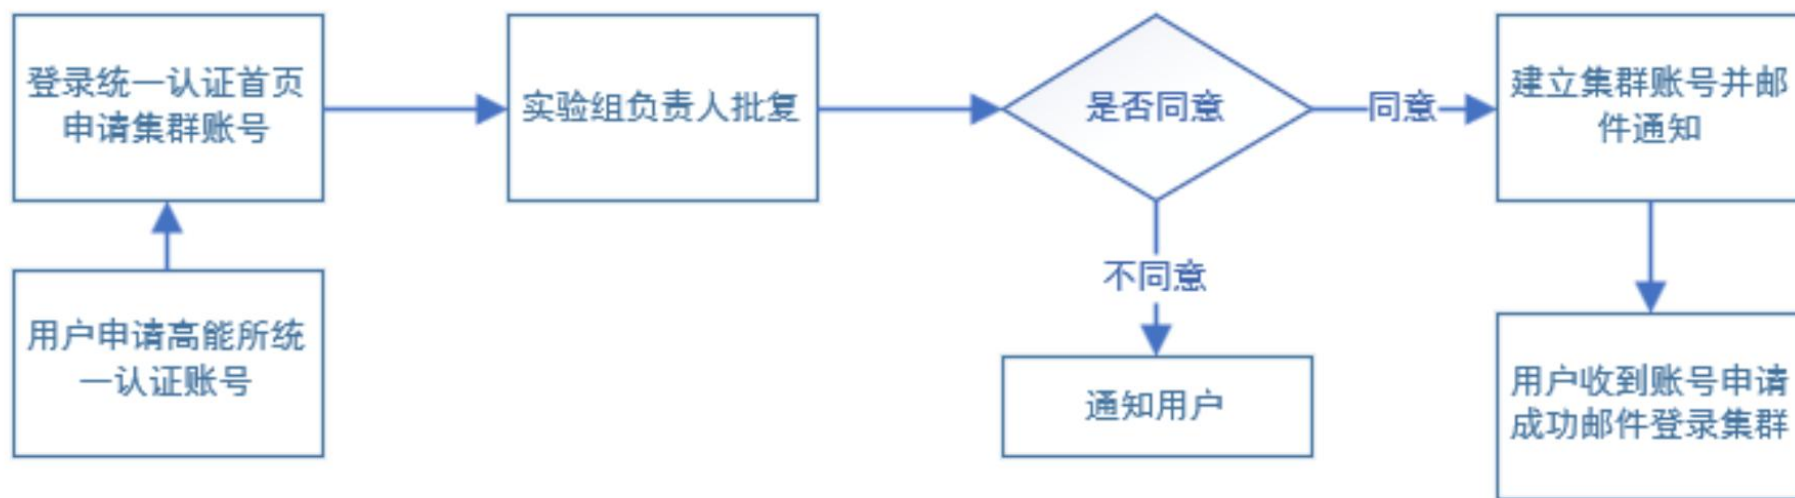 登录统一认证首页
申请集群账号
实验组负责人批复
是否同意
同意
建立集群账号并邮
件通知
不同意
用户申请高能所统
一认证账号
通知用户
用户收到账号申请
成功邮件登录集群